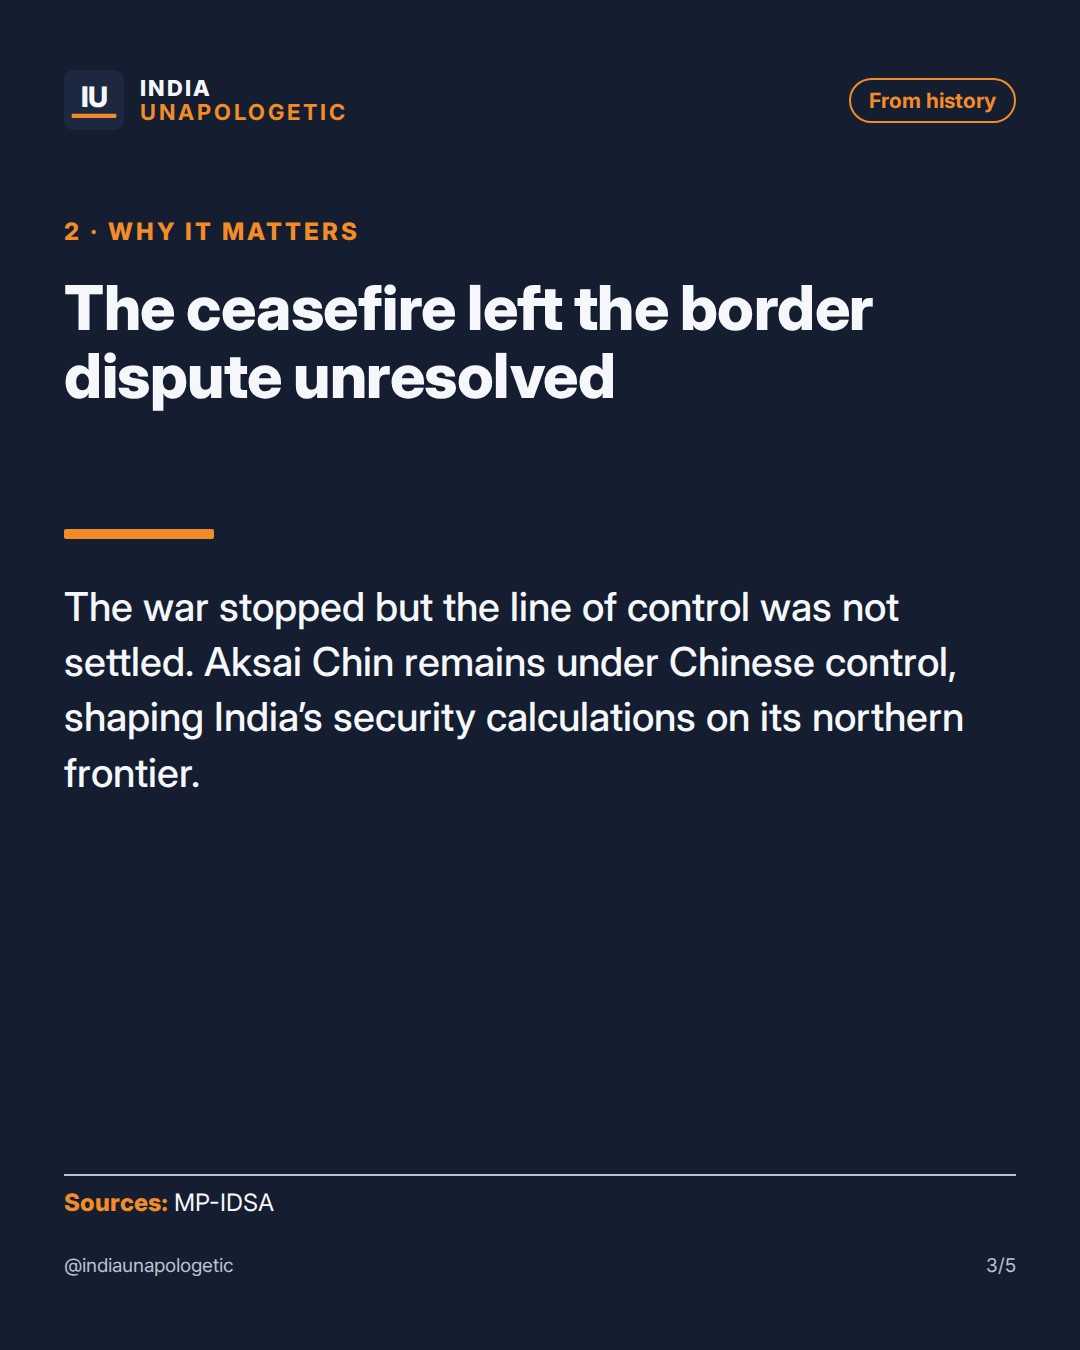 IU
INDIA
UNAPOLOGETIC
From history
2 · WHY IT MATTERS
The ceasefire left the border
dispute unresolved
The war stopped but the line of control was not
settled. Aksai Chin remains under Chinese control,
shaping India’s security calculations on its northern
frontier.
Sources: MP-IDSA
@indiaunapologetic
3/5